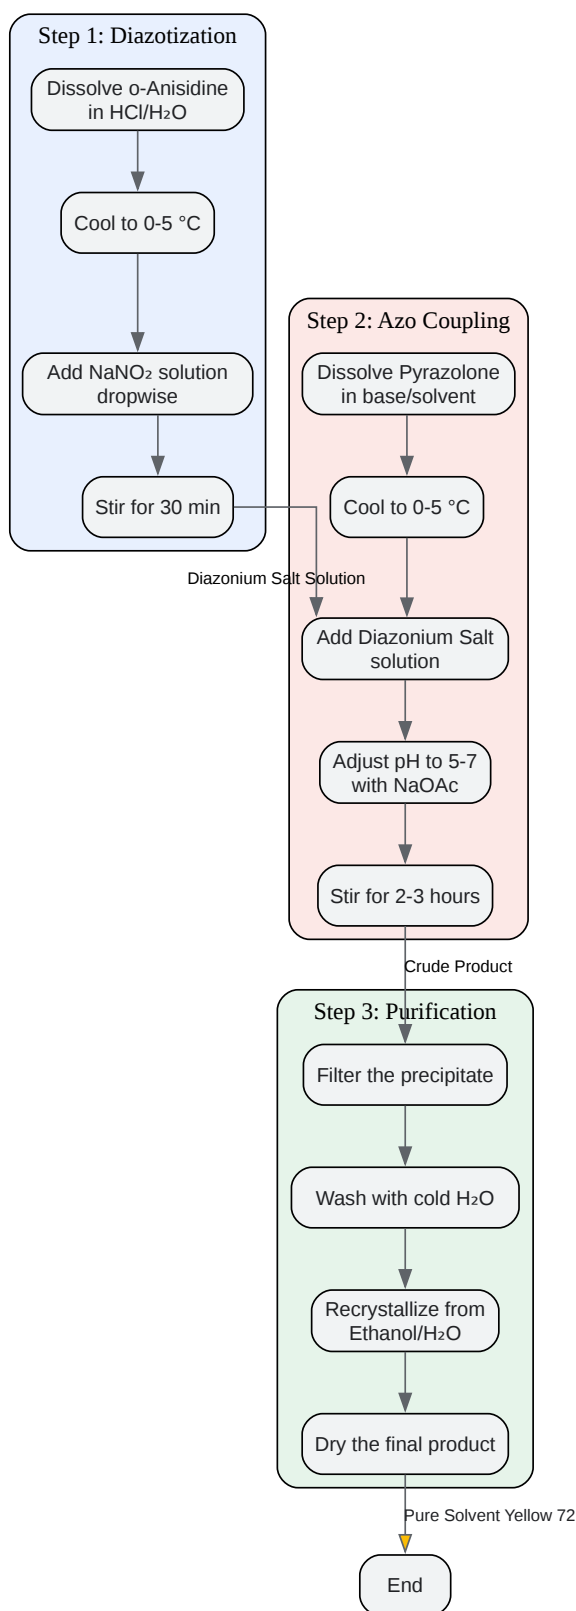 Step 1: Diazotization
Dissolve o-Anisidine
in HCl/H₂O
Cool to 0-5 °C
Add NaNO₂ solution
dropwise
Stir for 30 min
Diazonium Salt Solution
Step 2: Azo Coupling
Dissolve Pyrazolone
in base/solvent
Cool to 0-5 °C
Add Diazonium Salt
solution
Adjust pH to 5-7
with NaOAc
Stir for 2-3 hours
Crude Product
Step 3: Purification
Filter the precipitate
Wash with cold H₂O
Recrystallize from
Ethanol/H₂O
Dry the final product
Pure Solvent Yellow 72
End